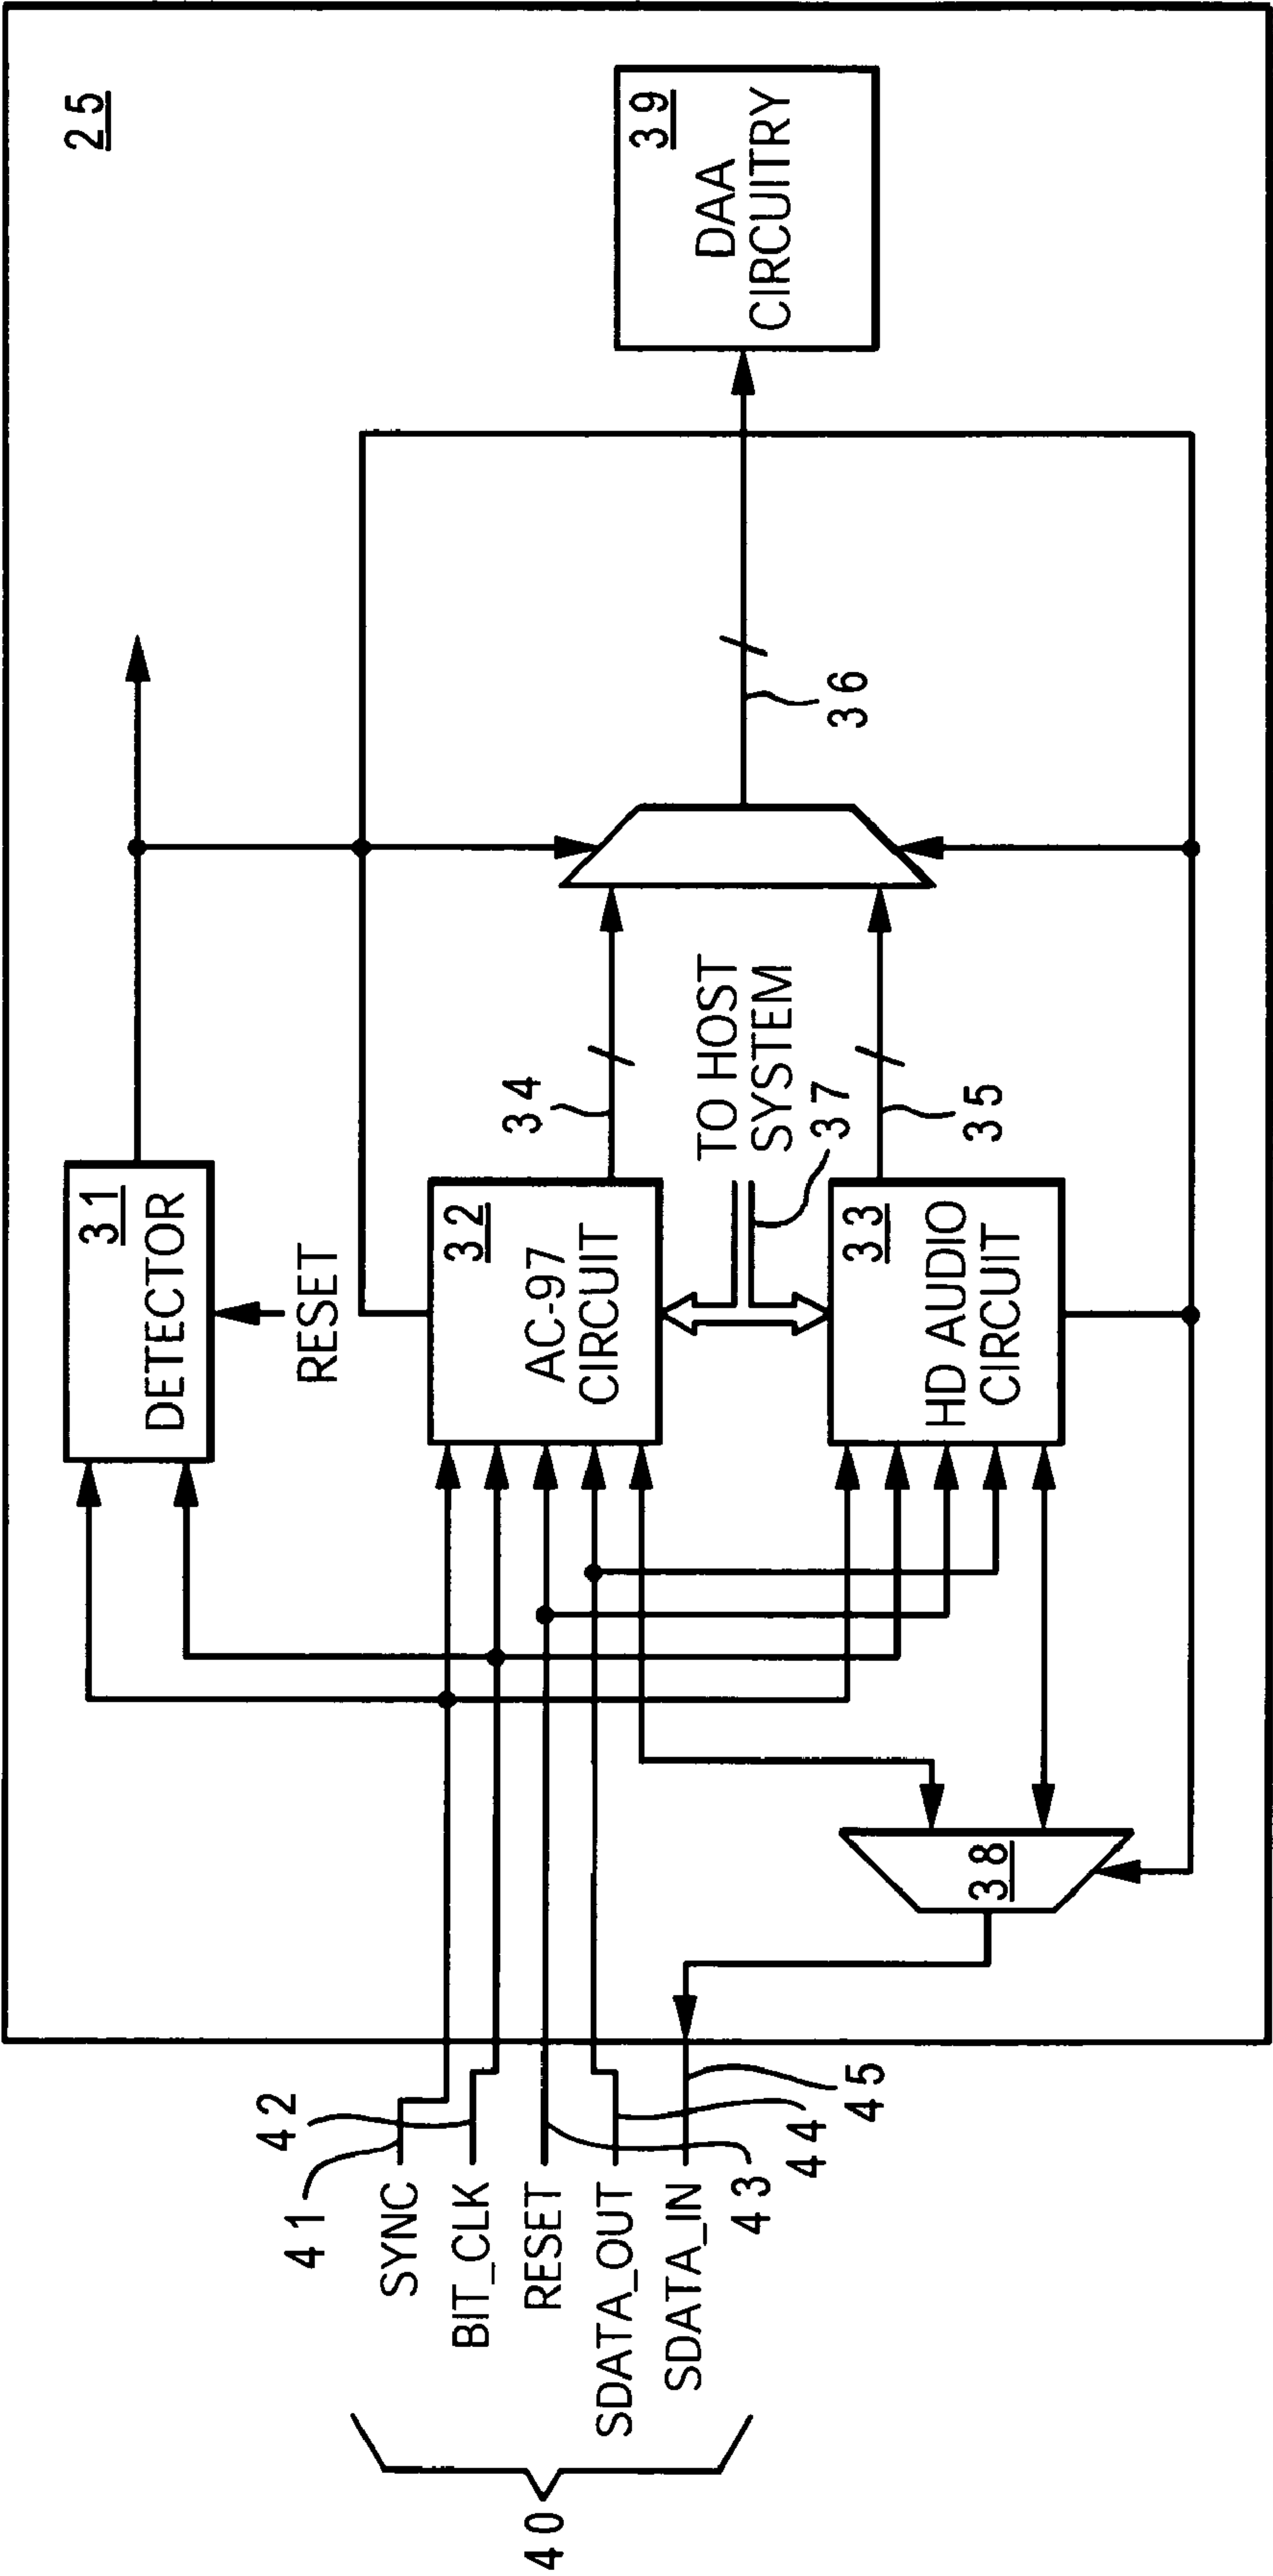 25
31
DETECTOR
RESET
39
DAA
CIRCUITRY
32
AC-97
CIRCUIT
34
TO HOST
SYSTEM
37
36
33
HD AUDIO
CIRCUIT
35
38
40
41
42
SYNC
BIT_CLK
RESET
SDATA_OUT
SDATA_IN
43
44
45